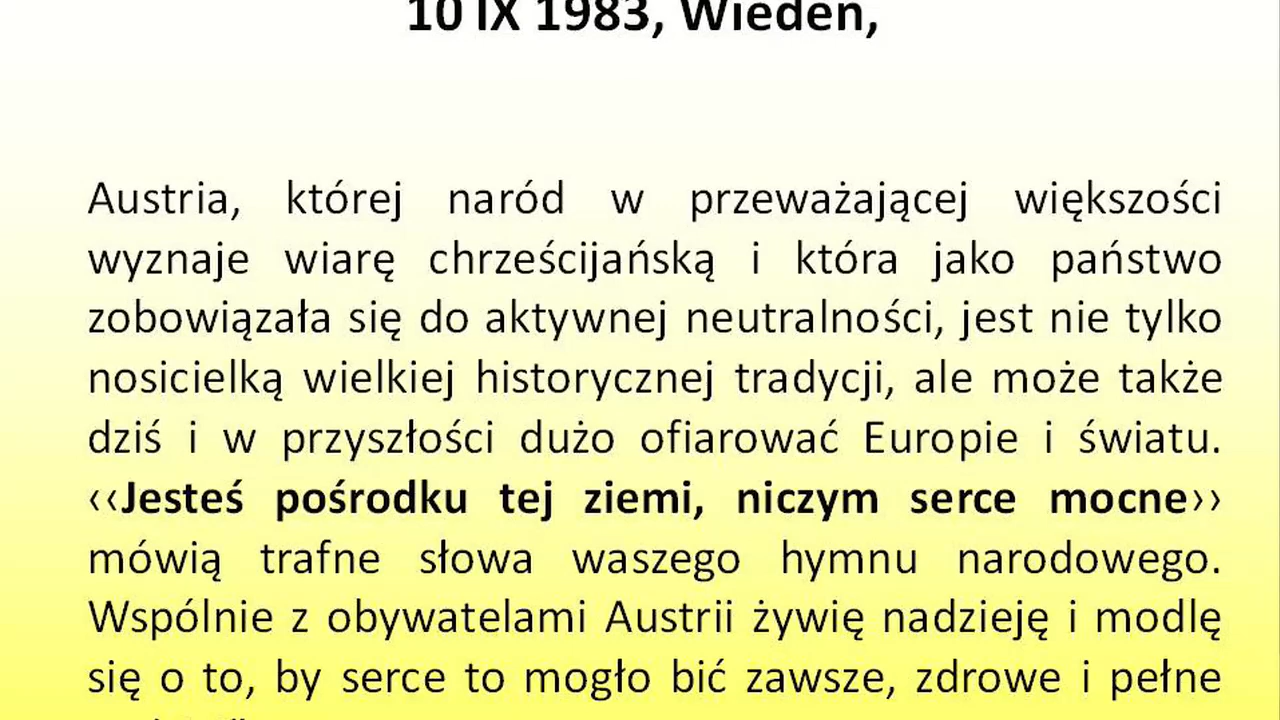 10 IX 1983, Wiedeń,
Austria, której naród w przeważającej większości
wyznaje wiarę chrześcijańską i która jako państwo
zobowiązała się do aktywnej neutralności, jest nie tylko
nosicielką wielkiej historycznej tradycji, ale może także
dziś i w przyszłości dużo ofiarować Europie i światu.
‹‹Jesteś pośrodku tej ziemi, niczym serce mocne››
mówią trafne słowa waszego hymnu narodowego.
Wspólnie z obywatelami Austrii żywię nadzieję i modlę
się o to, by serce to mogło bić zawsze, zdrowe i pełne